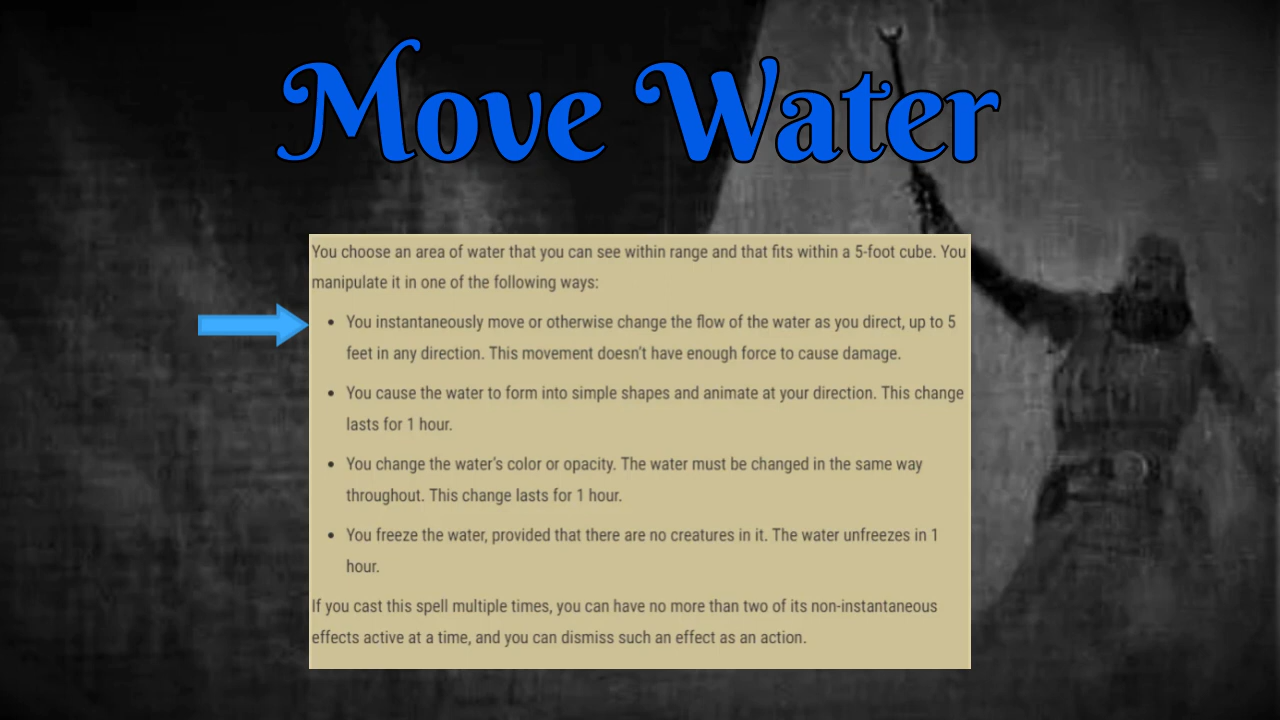 Move Water
You choose an area of water that you can see within range and that fits within a 5-foot cube. You
manipulate it in one of the following ways:
• You instantaneously move or otherwise change the flow of the water as you direct, up to 5
feet in any direction. This movement doesn't have enough force to cause damage.
• You cause the water to form into simple shapes and animate at your direction. This change
lasts for 1 hour.
• You change the water's color or opacity. The water must be changed in the same way
throughout. This change lasts for 1 hour.
• You freeze the water, provided that there are no creatures in it. The water unfreezes in 1
hour.
If you cast this spell multiple times, you can have no more than two of its non-instantaneous
effects active at a time, and you can dismiss such an effect as an action.